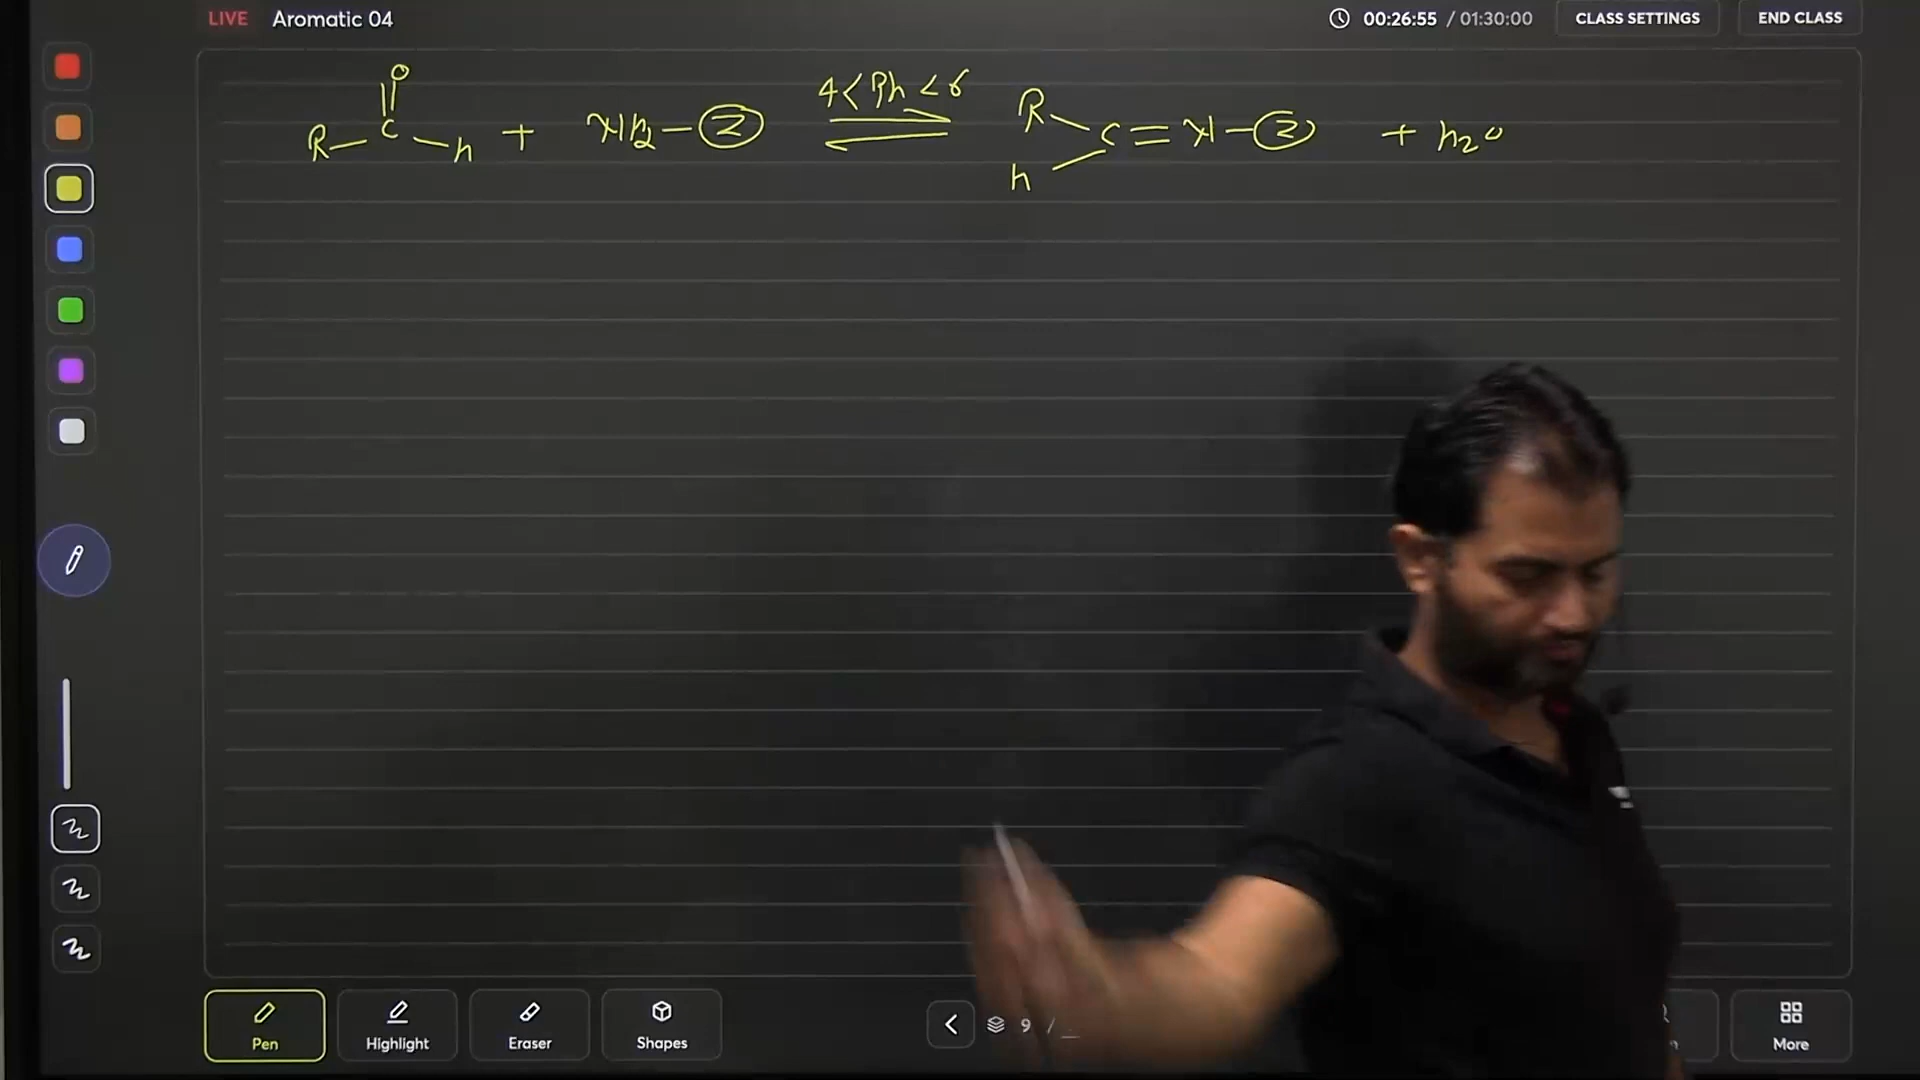 LIVE Aromatic 04 00:26:55 / 01:30:00 CLASS SETTINGS END CLASS
R-C(=O)-h + NH2-Z 4<Ph<6 ⇌ R h C=N-Z + h2o
Pen Highlight Eraser Shapes 9 / More